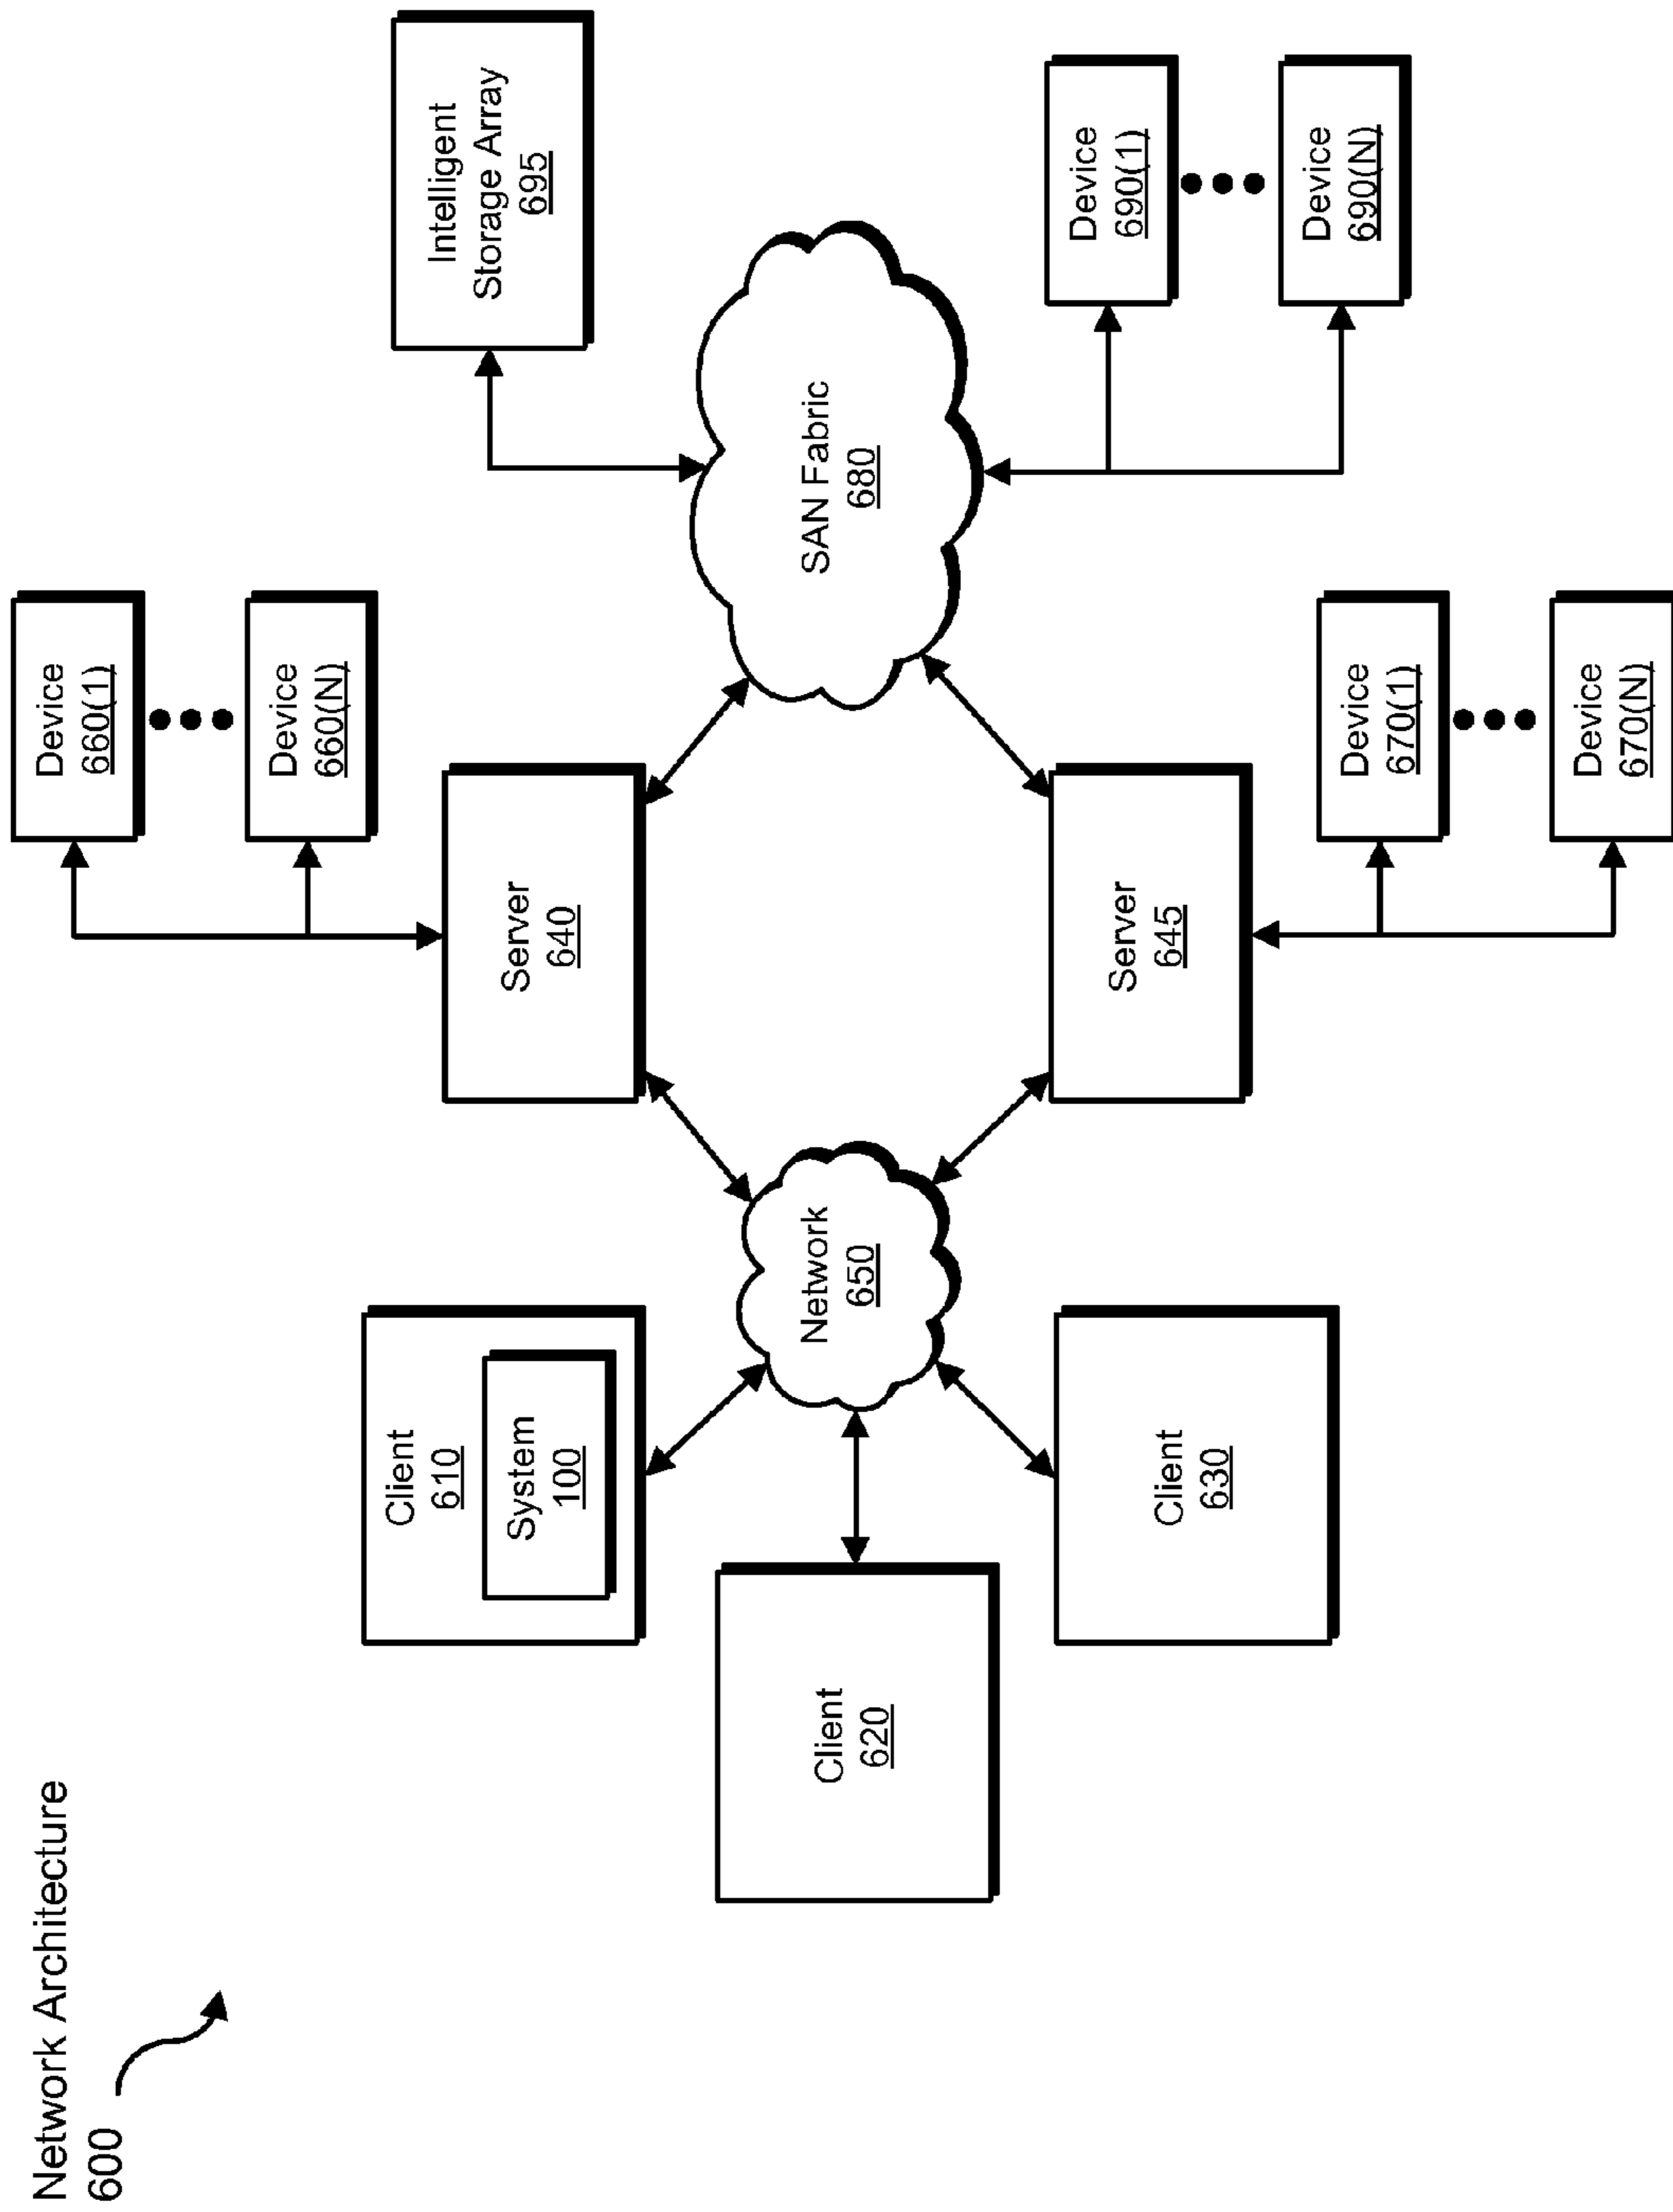 Network Architecture
600
Device
660(1)
Device
660(N)
Intelligent
Storage Array
695
Client
610
System
100
Server
640
Client
620
Network
650
SAN Fabric
680
Client
630
Server
645
Device
690(1)
Device
690(N)
Device
670(1)
Device
670(N)